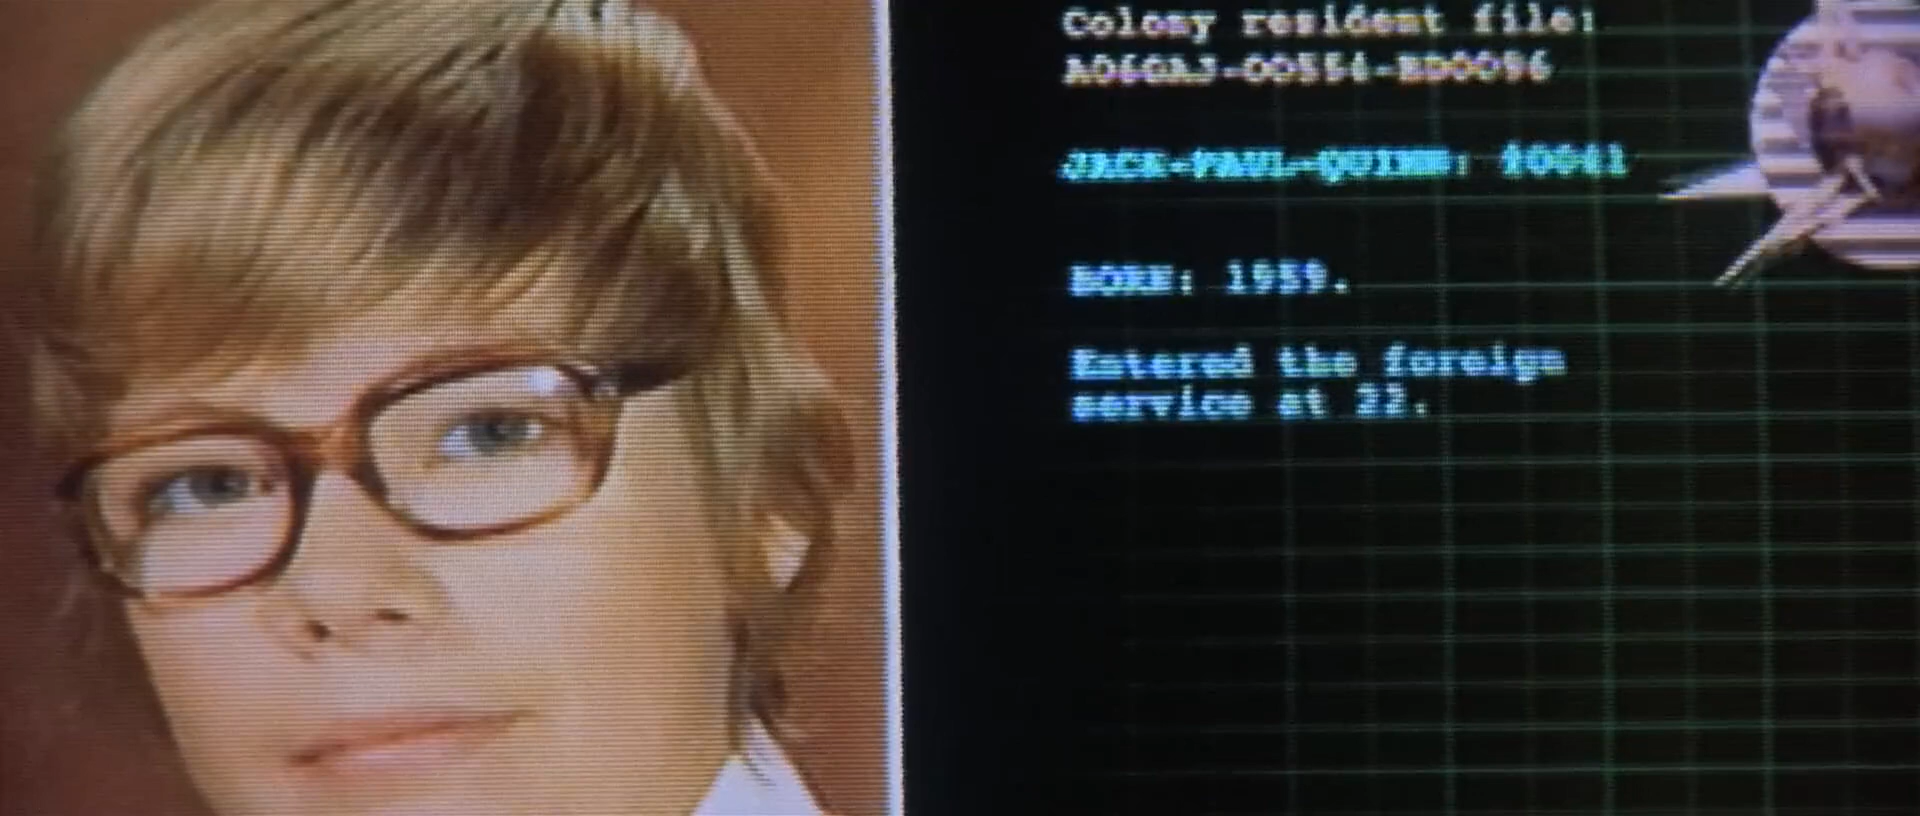 Colony resident file:
JACK-PAUL-QUINN:
BORN: 1959.
Entered the foreign
service at 22.